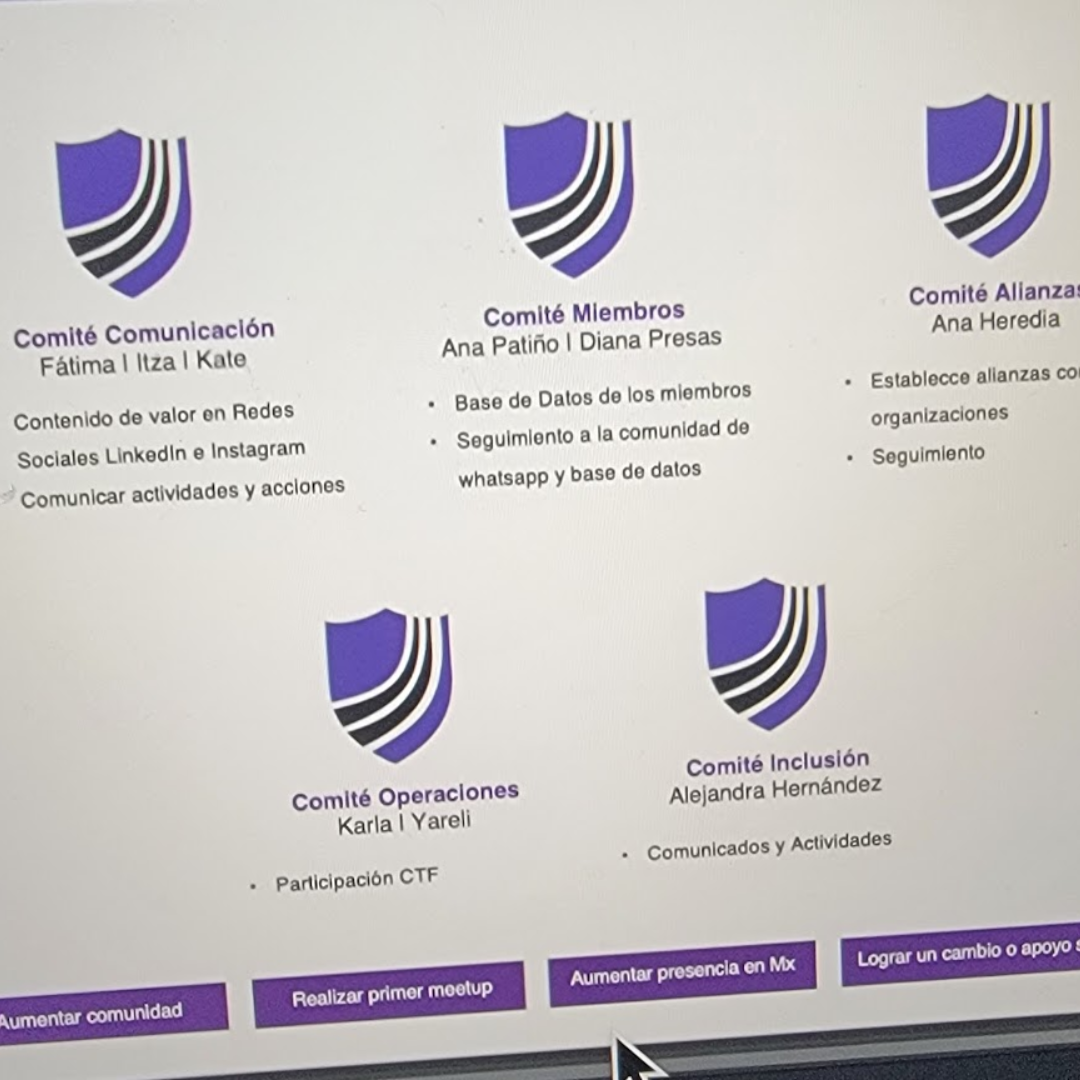 Comité Comunicación
Fátima | Itza | Kate
Contenido de valor en Redes
Sociales LinkedIn e Instagram
Comunicar actividades y acciones
Comité Miembros
Ana Patiño | Diana Presas
• Base de Datos de los miembros
• Seguimiento a la comunidad de
whatsapp y base de datos
Comité Alianzas
Ana Heredia
• Establecce alianzas
organizaciones
• Seguimiento
Comité Operaciones
Karla | Yareli
• Participación CTF
Comité Inclusión
Alejandra Hernández
• Comunicados y Actividades
Aumentar comunidad
Realizar primer meetup
Aumentar presencia en Mx
Lograr un cambio o apoyo